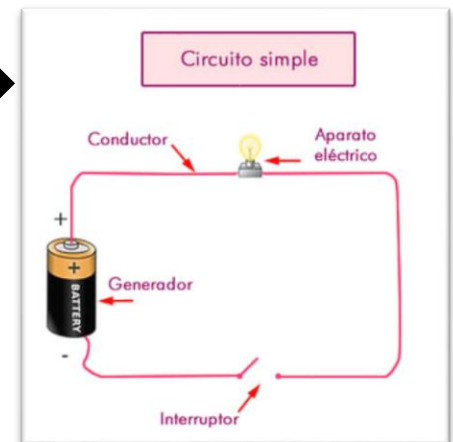 Circuito simple
Conductor
Aparato
eléctrico
+
+
BATTERY
Generador
-
Interruptor